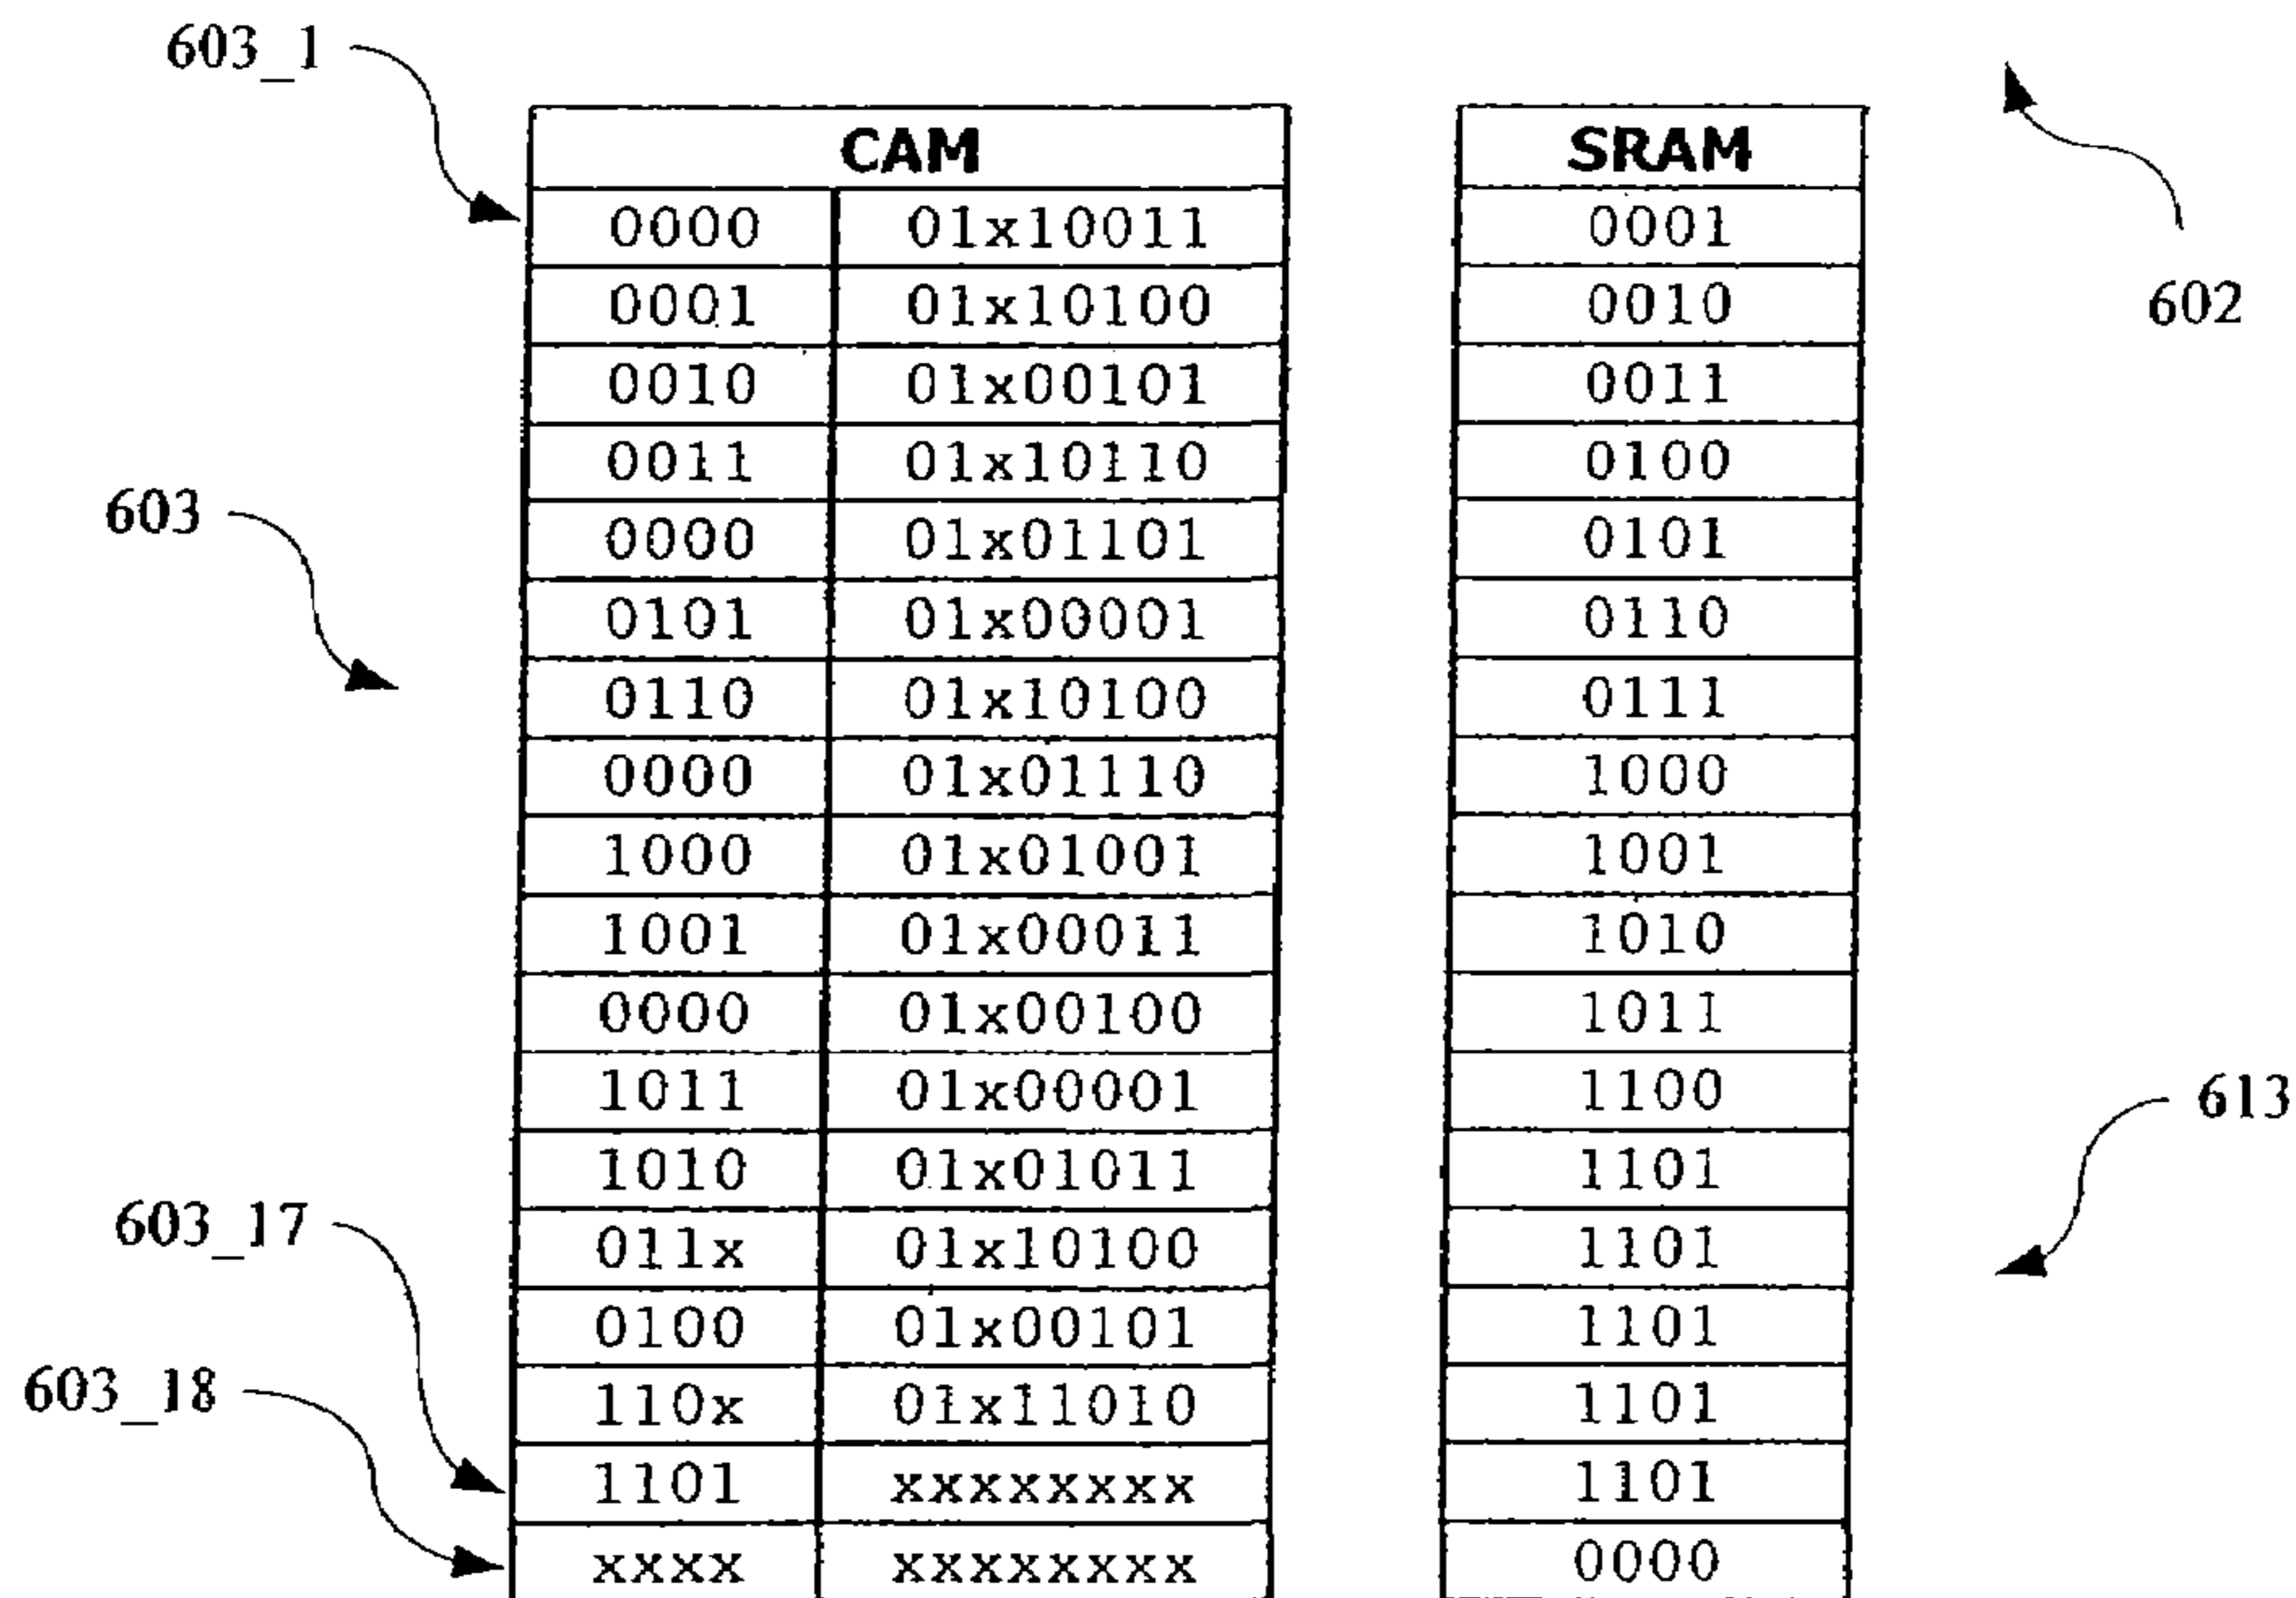 603_1
CAM SRAM
0000 01x10011 0001
0001 01x10100 0010
602
0010 01x00101 0011
0011 01x10110 0100
603
0000 01x01101 0101
0101 01x00001 0110
0110 01x10100 0111
0000 01x01110 1000
1000 01x01001 1001
1001 01x00011 1010
0000 01x00100 1011
1011 01x00001 1100
613
1010 01x01011 1101
603_17
011x 01x10100 1101
0100 01x00101 1101
603_18
110x 01x11010 1101
1101 xxxxxxxx 1101
xxxx xxxxxxxx 0000